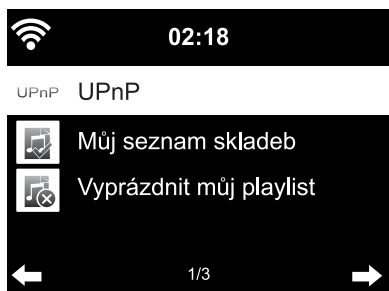 02:18
UPnP UPnP
Můj seznam skladeb
Vyprázdnit můj playlist
1/3